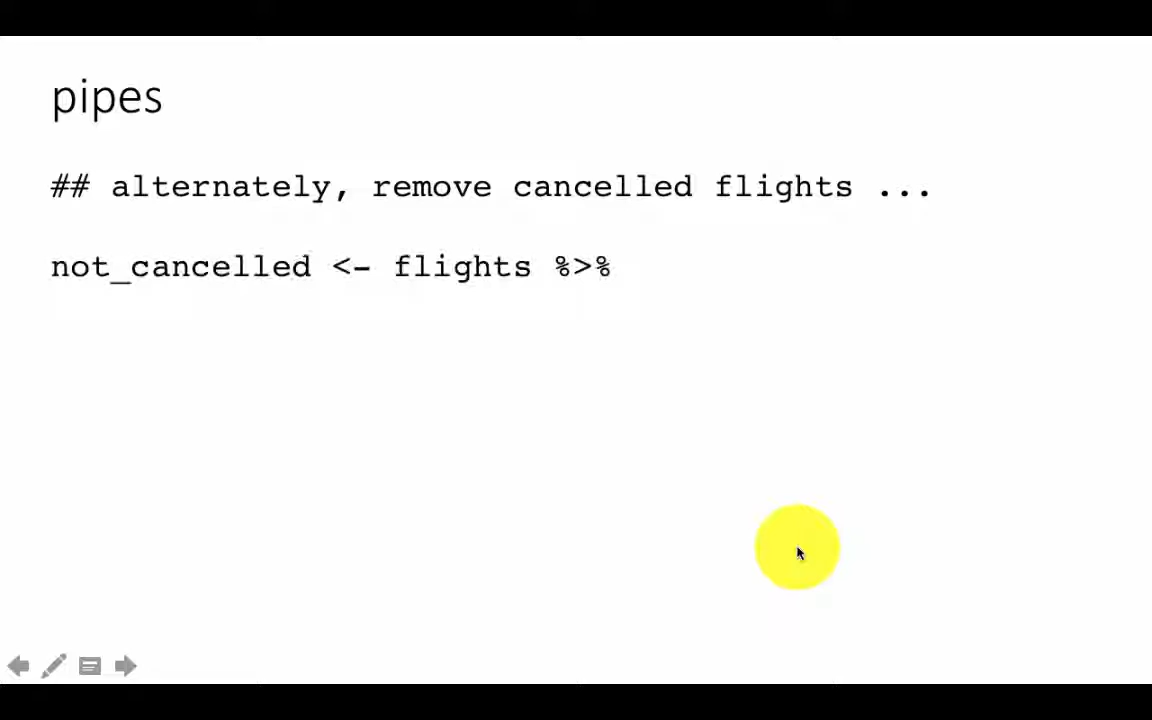 pipes
## alternately, remove cancelled flights ...
not_cancelled <- flights %>%